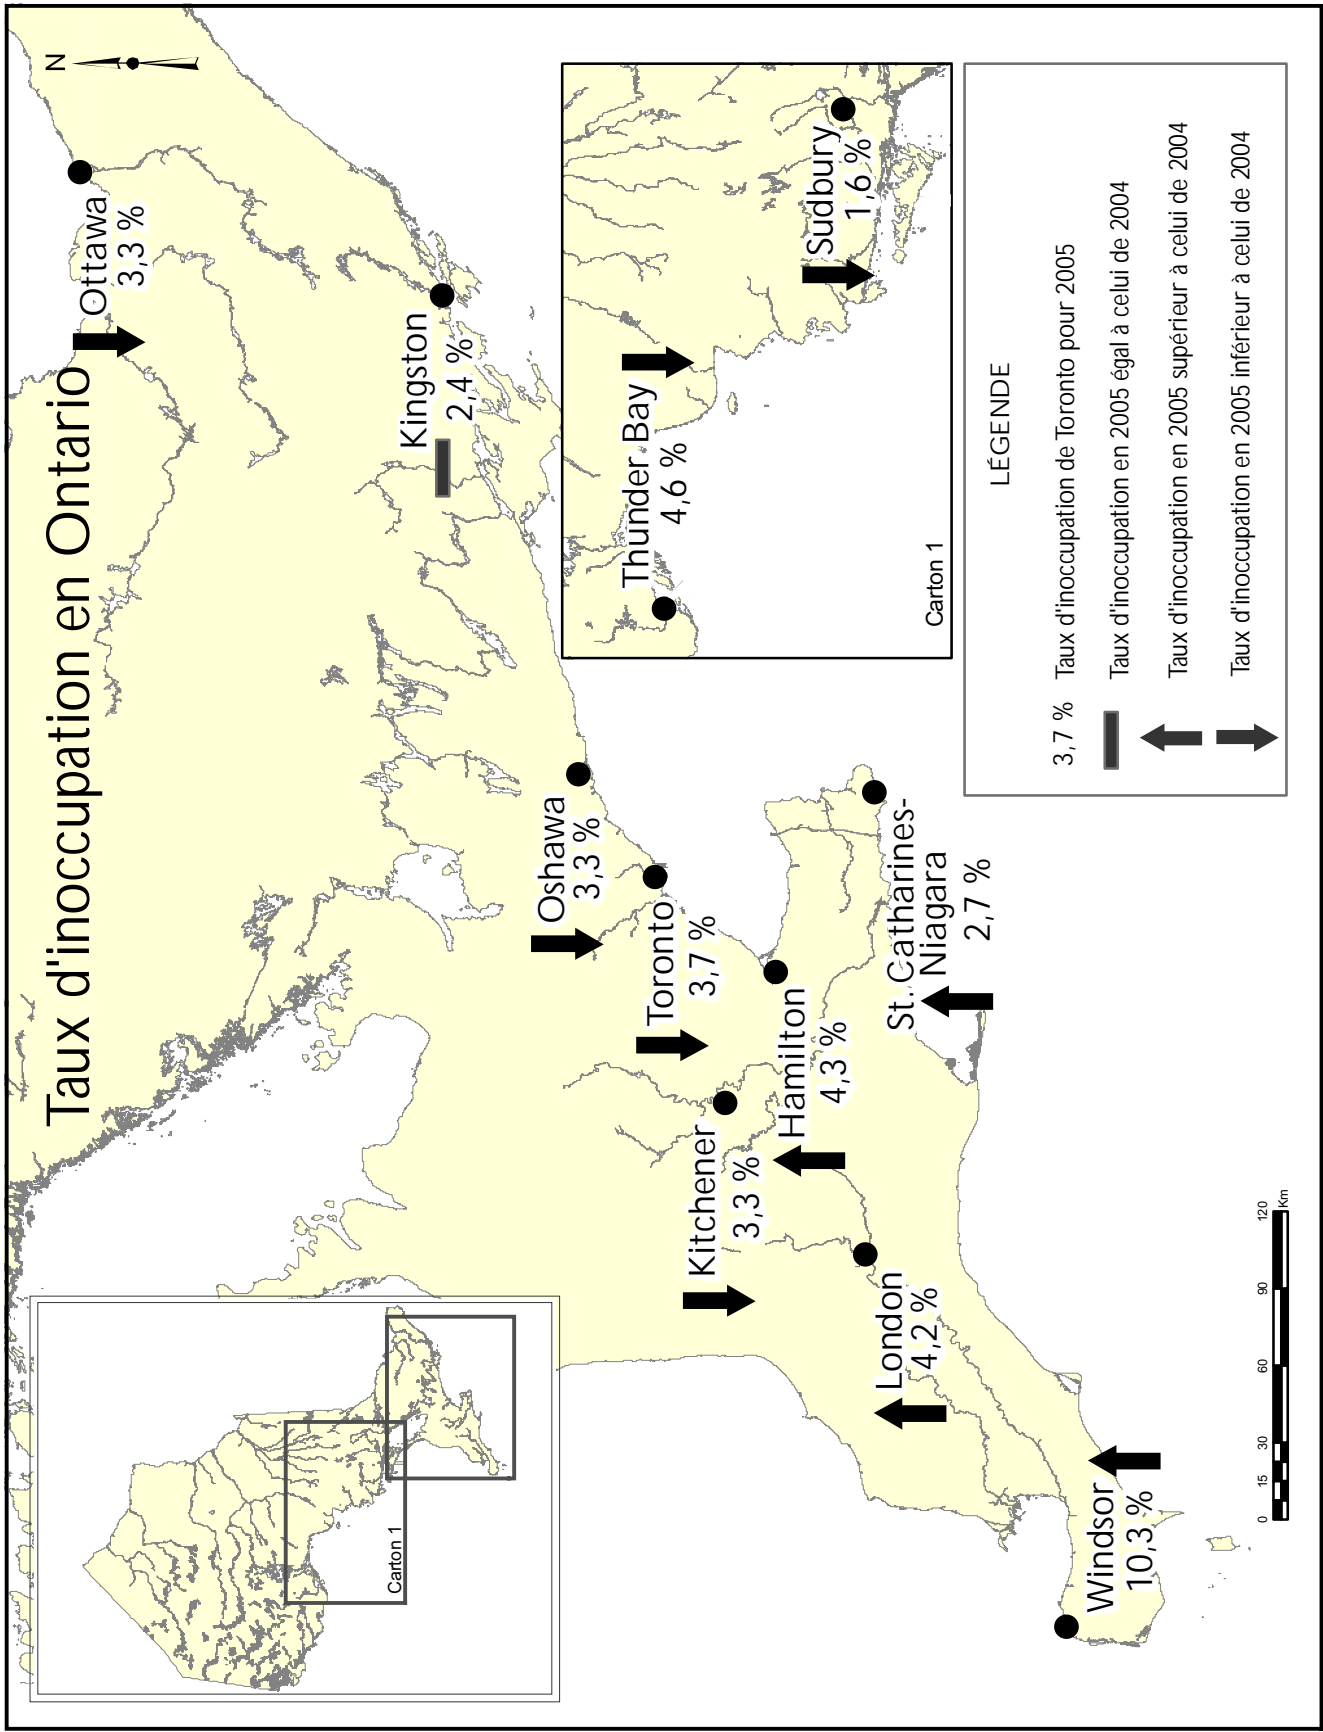 Taux d'inoccupation en Ontario
N
Ottawa
3,3 %
Kingston
2,4 %
Oshawa
3,3 %
Toronto
3,7 %
Kitchener
3,3 %
Hamilton
4,3 %
St. Catharines-
Niagara
2,7 %
London
4,2 %
Windsor
10,3 %
Carton 1
Thunder Bay
4,6 %
Sudbury
1,6 %
Carton 1
LÉGENDE
3,7 % Taux d'inoccupation de Toronto pour 2005
Taux d'inoccupation en 2005 égal à celui de 2004
Taux d'inoccupation en 2005 supérieur à celui de 2004
Taux d'inoccupation en 2005 inférieur à celui de 2004
0 15 30 60 90 120
Km